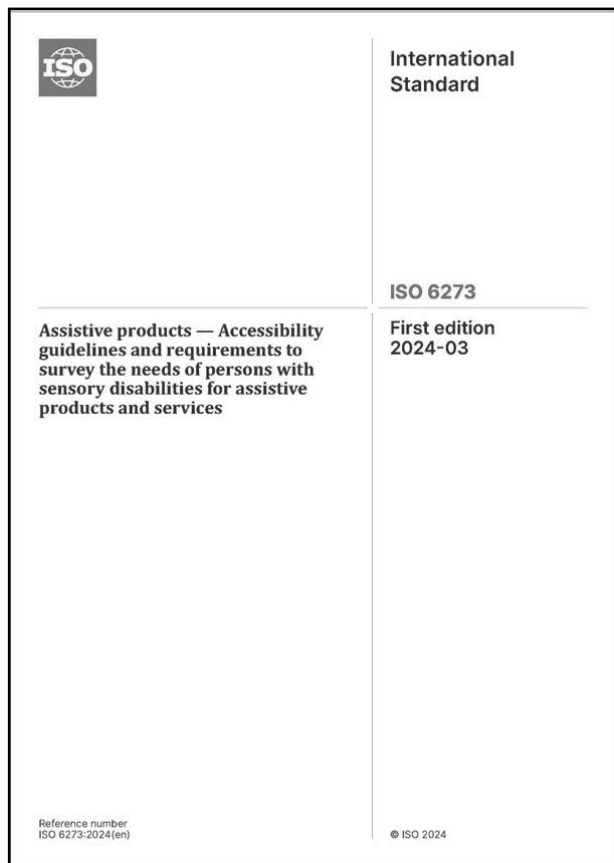 ISO
International
Standard
ISO 6273
Assistive products — Accessibility
guidelines and requirements to
survey the needs of persons with
sensory disabilities for assistive
products and services
First edition
2024-03
Reference number
ISO 6273:2024(en)
© ISO 2024